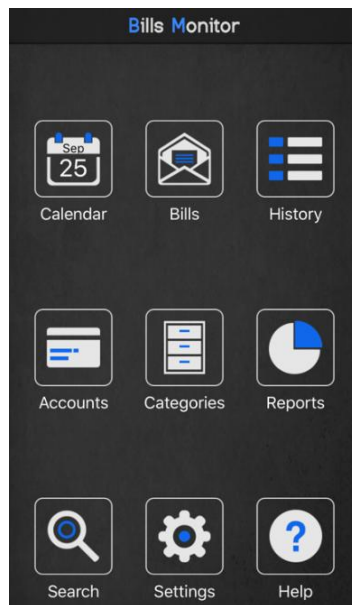 Bills Monitor
Sep
25
Calendar Bills History
Accounts Categories Reports
?
Search Settings Help